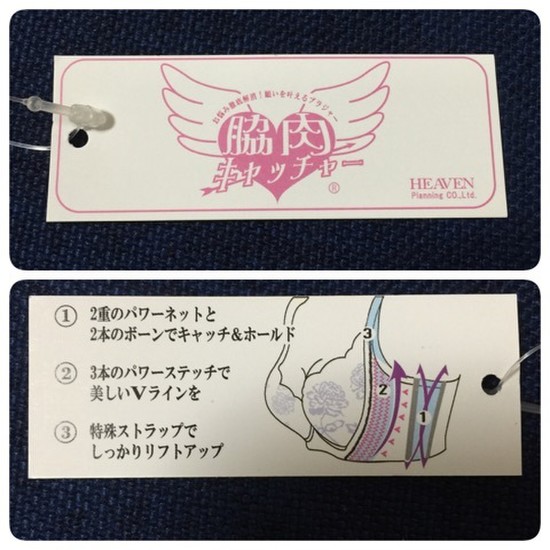 お悩み徹底解消！願いを叶えるブラジャー
脇肉
キャッチャー
®
HEAVEN
Planning CO.,Ltd.
① 2重のパワーネットと
2本のボーンでキャッチ&ホールド
② 3本のパワーステッチで
美しいVラインを
③ 特殊ストラップで
しっかりリフトアップ
3
2
1